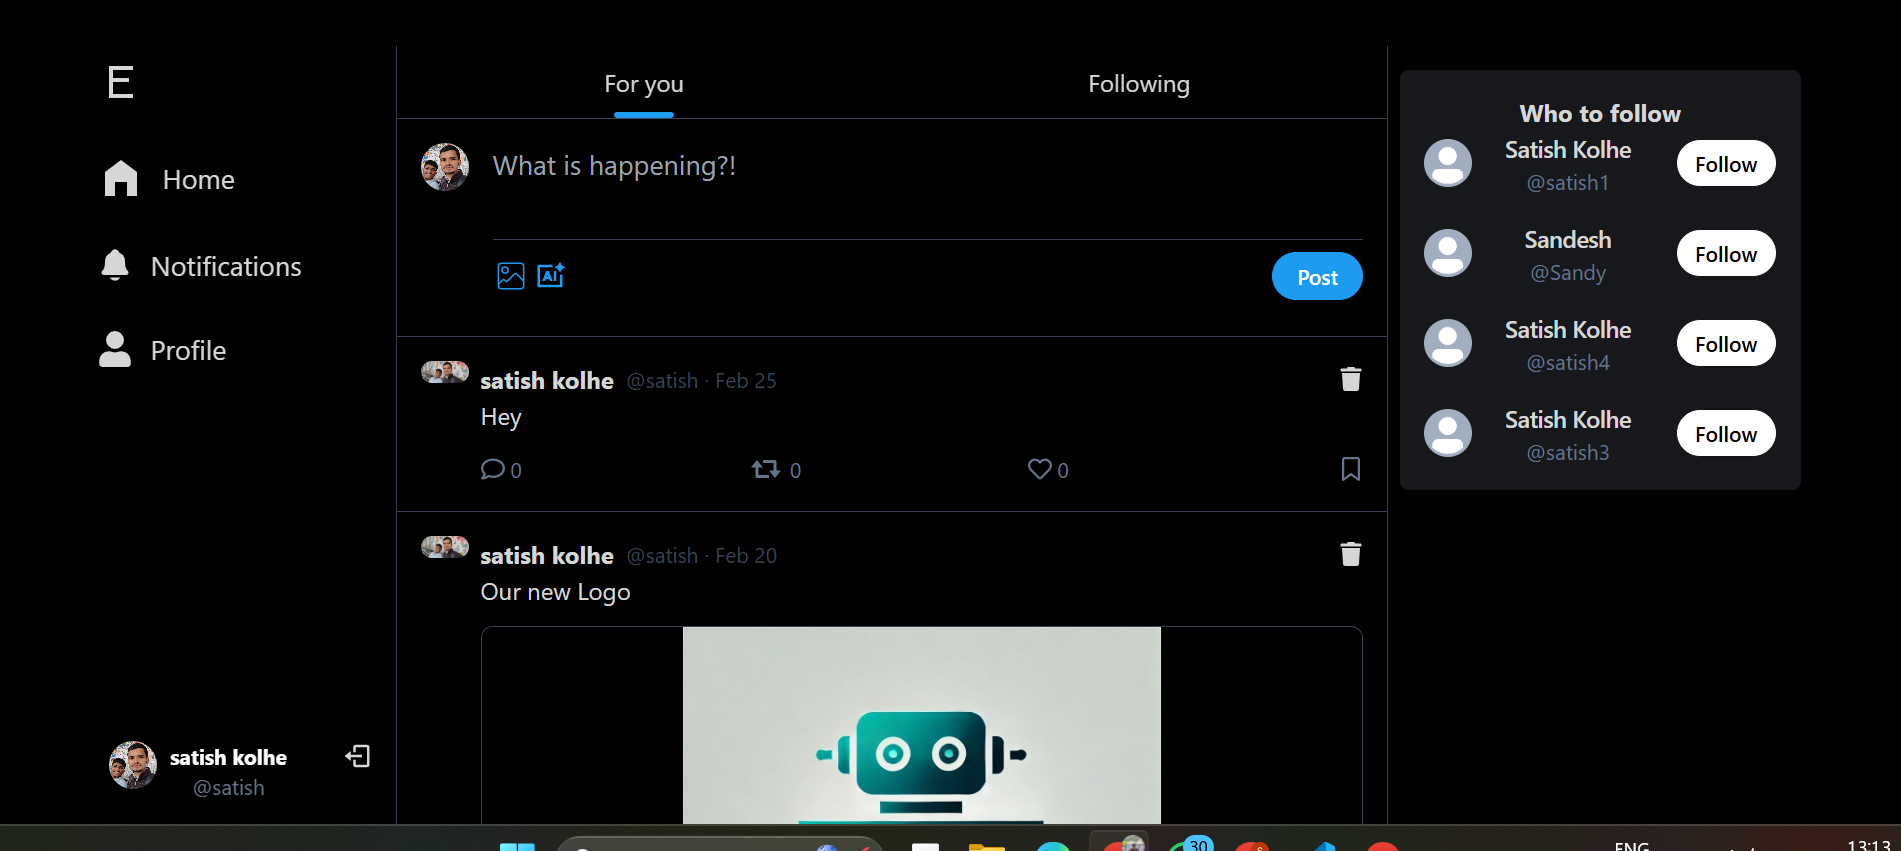 E
Home
Notifications
Profile
satish kolhe
@satish
For you
Following
What is happening?!
AI
Post
satish kolhe @satish · Feb 25
Hey
0
0
0
satish kolhe @satish · Feb 20
Our new Logo
Who to follow
Satish Kolhe
@satish1
Follow
Sandesh
@Sandy
Follow
Satish Kolhe
@satish4
Follow
Satish Kolhe
@satish3
Follow
30
ENG
13:13